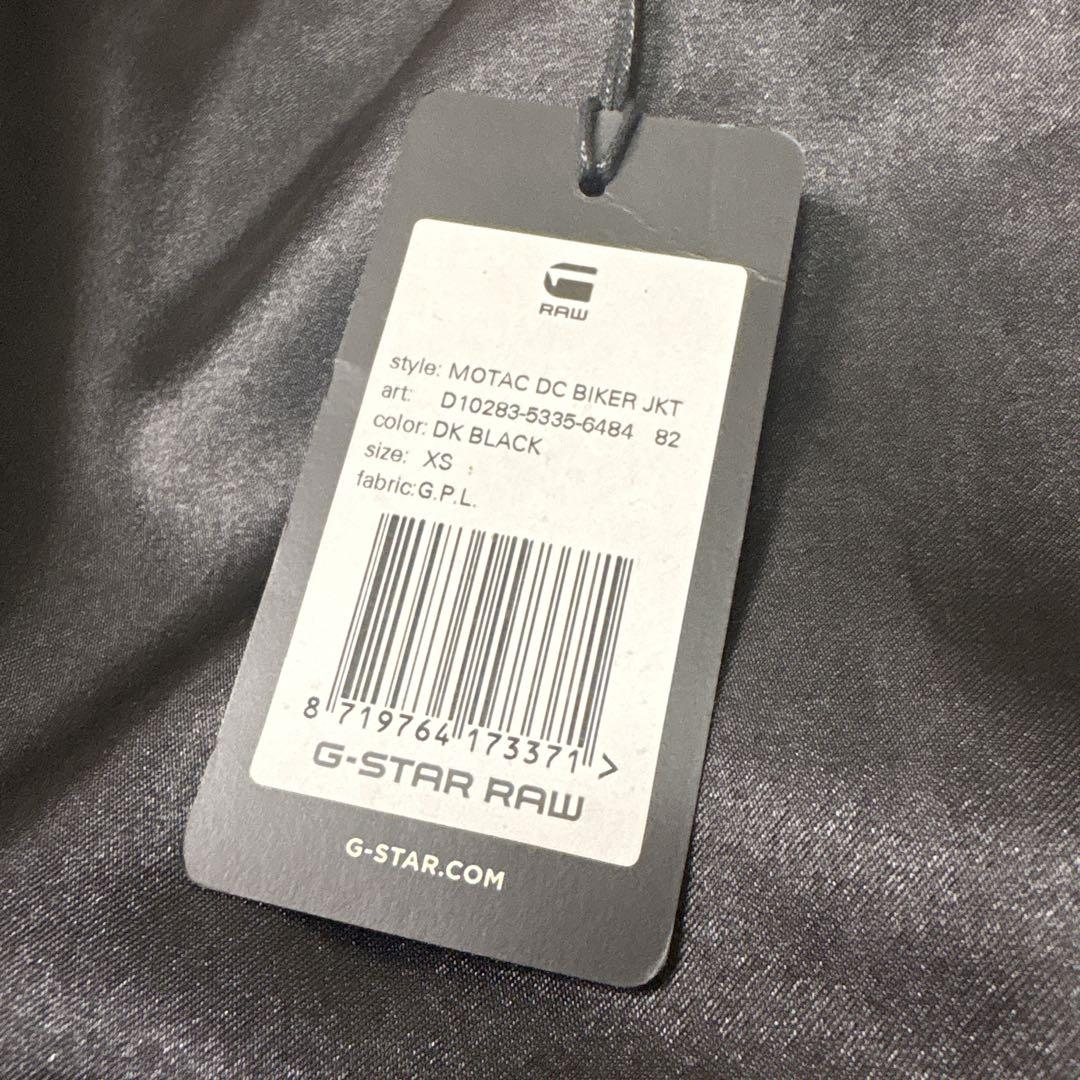 RAW
style: MOTAC DC BIKER JKT
art: D10283-5335-6484 82
color: DK BLACK
size: XS
fabric: G.P.L.
8 719764 173371 >
G-STAR RAW
G-STAR.COM